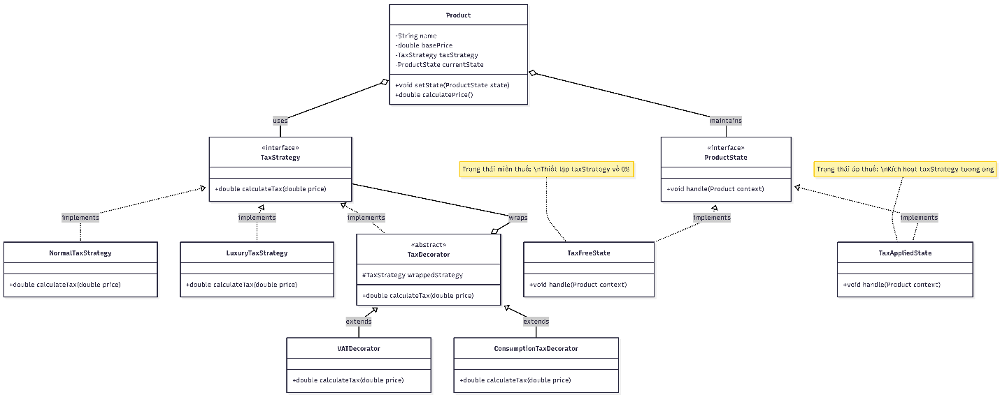 Product
-String name
-double basePrice
-TaxStrategy taxStrategy
-ProductState currentState
+void setState(ProductState state)
+double calculatePrice()
uses
maintains
«interface»
TaxStrategy
+double calculateTax(double price)
Trạng thái miễn thuế: \nThiết lập taxStrategy về 0%
«interface»
ProductState
+void handle(Product context)
Trạng thái áp thuế: \nKích hoạt taxStrategy tương ứng
implements
implements
implements
wraps
implements
implements
NormalTaxStrategy
+double calculateTax(double price)
LuxuryTaxStrategy
+double calculateTax(double price)
«abstract»
TaxDecorator
#TaxStrategy wrappedStrategy
+double calculateTax(double price)
TaxFreeState
+void handle(Product context)
TaxAppliedState
+void handle(Product context)
extends
extends
VATDecorator
+double calculateTax(double price)
ConsumptionTaxDecorator
+double calculateTax(double price)